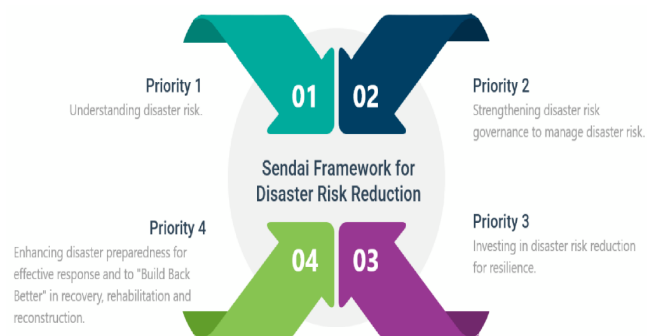 Priority 1
Understanding disaster risk.
01
02
Priority 2
Strengthening disaster risk
governance to manage disaster risk.
Sendai Framework for
Disaster Risk Reduction
Priority 4
Enhancing disaster preparedness for
effective response and to "Build Back
Better" in recovery, rehabilitation and
reconstruction.
04
03
Priority 3
Investing in disaster risk reduction
for resilience.